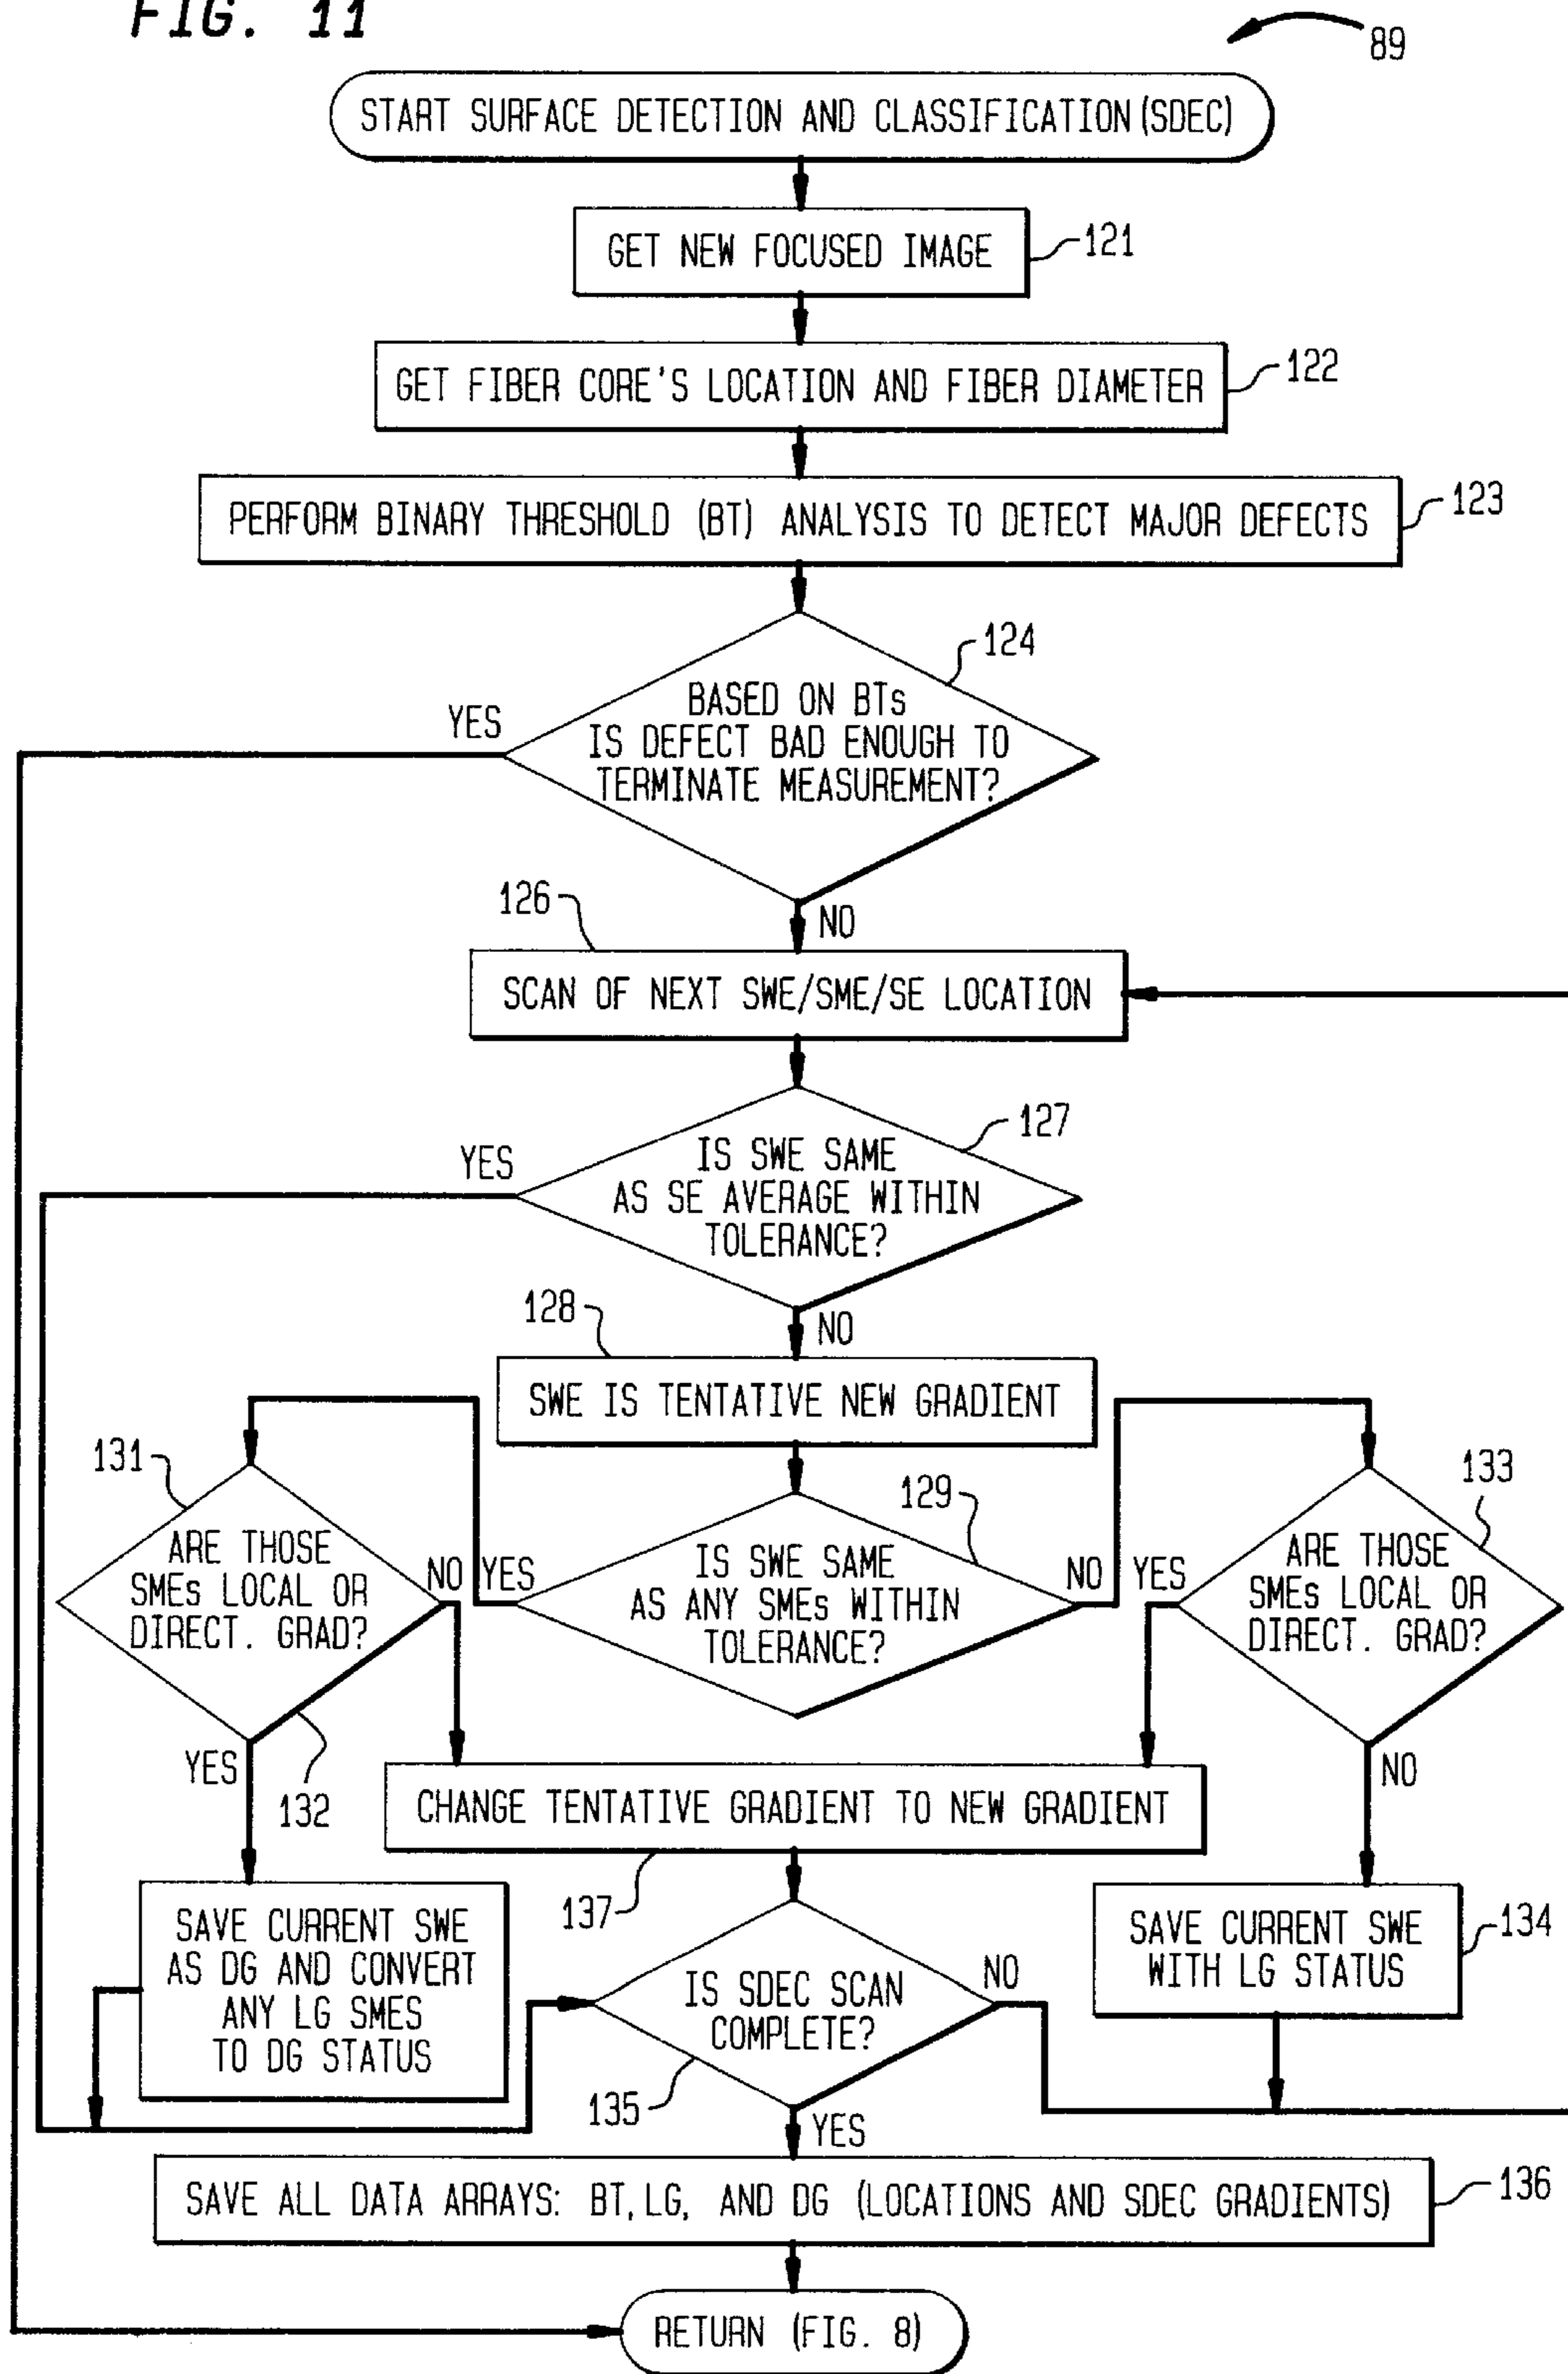 FIG. 11
89
START SURFACE DETECTION AND CLASSIFICATION(SDEC)
GET NEW FOCUSED IMAGE
121
GET FIBER CORE'S LOCATION AND FIBER DIAMETER
122
PERFORM BINARY THRESHOLD (BT) ANALYSIS TO DETECT MAJOR DEFECTS
123
124
YES
BASED ON BTs
IS DEFECT BAD ENOUGH TO
TERMINATE MEASUREMENT?
126
NO
SCAN OF NEXT SWE/SME/SE LOCATION
127
YES
IS SWE SAME
AS SE AVERAGE WITHIN
TOLERANCE?
128
NO
SWE IS TENTATIVE NEW GRADIENT
131
129
133
ARE THOSE
SMEs LOCAL OR
DIRECT. GRAD?
NO
YES
IS SWE SAME
AS ANY SMEs WITHIN
TOLERANCE?
NO
YES
ARE THOSE
SMEs LOCAL OR
DIRECT. GRAD?
YES
132
CHANGE TENTATIVE GRADIENT TO NEW GRADIENT
NO
137
SAVE CURRENT SWE
AS DG AND CONVERT
ANY LG SMES
TO DG STATUS
IS SDEC SCAN
COMPLETE?
NO
SAVE CURRENT SWE
WITH LG STATUS
134
135
YES
SAVE ALL DATA ARRAYS: BT, LG, AND DG (LOCATIONS AND SDEC GRADIENTS)
136
RETURN (FIG. 8)